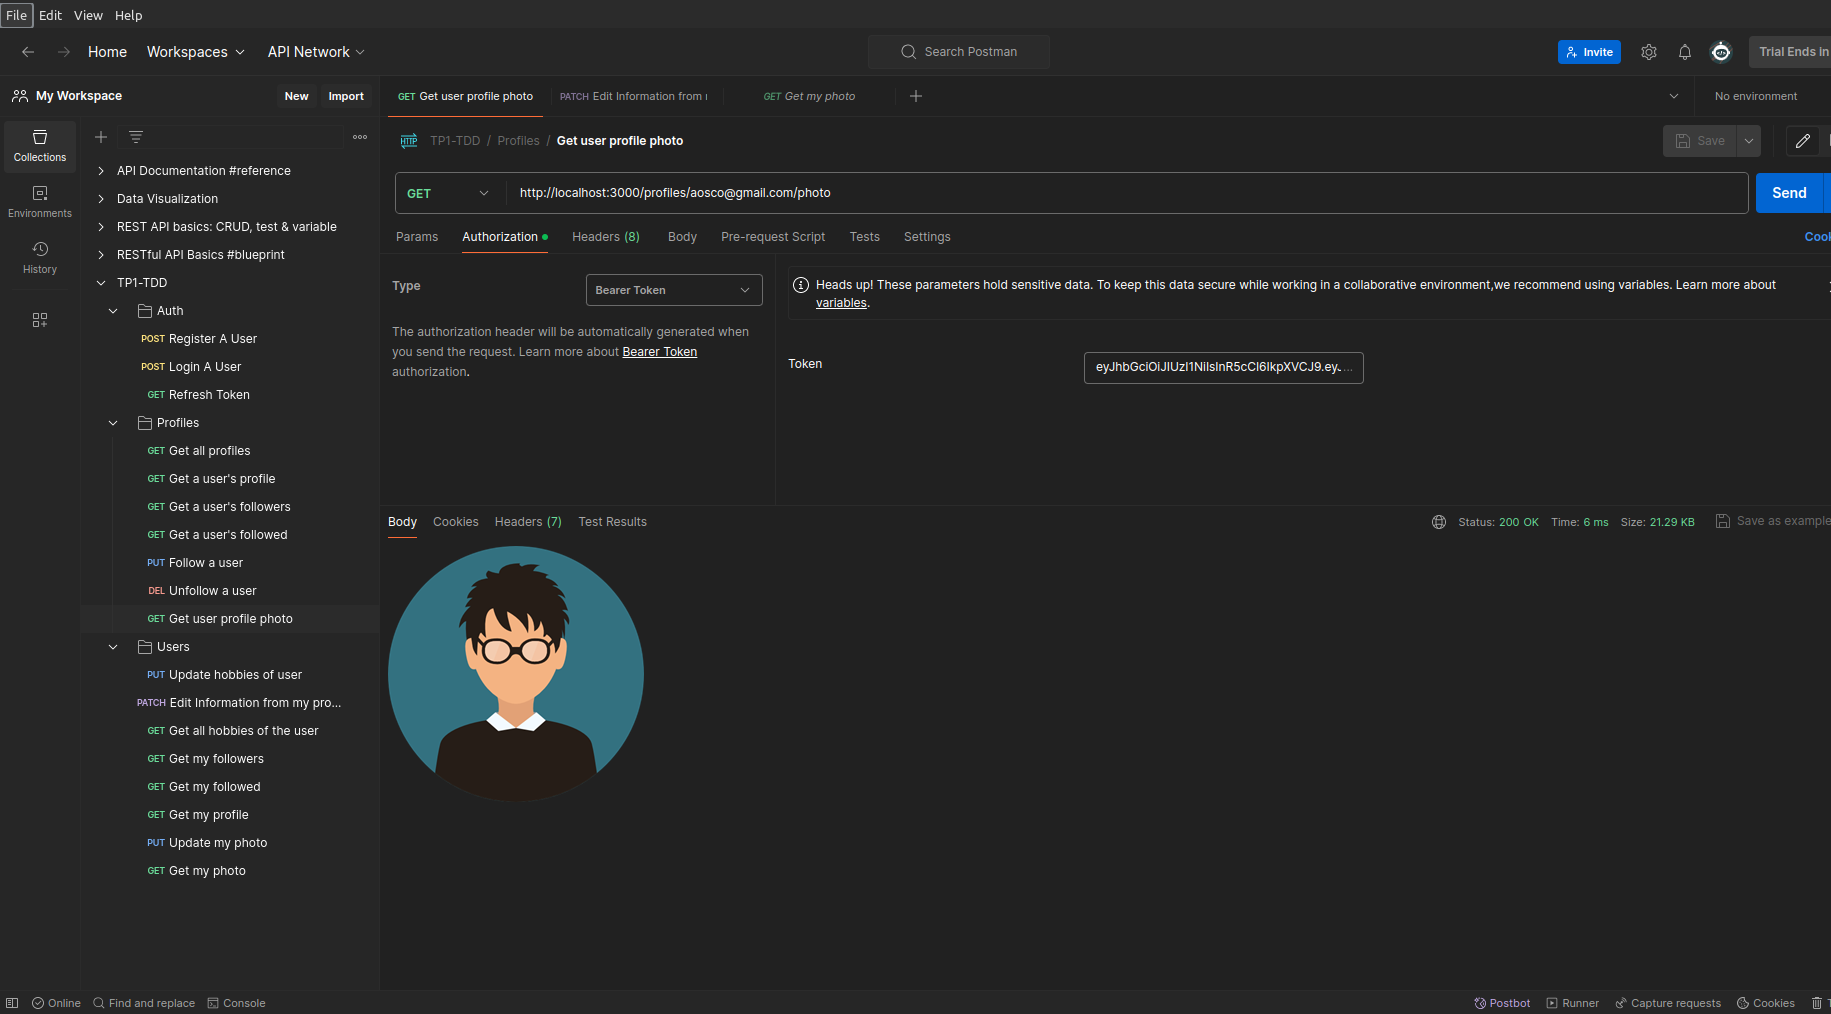 File Edit View Help
Home Workspaces API Network Search Postman Invite Trial Ends in
My Workspace New Import GET Get user profile photo PATCH Edit Information from GET Get my photo No environment
Collections
Environments
History
API Documentation #reference
Data Visualization
REST API basics: CRUD, test & variable
RESTful API Basics #blueprint
TP1-TDD
Auth
POST Register A User
POST Login A User
GET Refresh Token
Profiles
GET Get all profiles
GET Get a user's profile
GET Get a user's followers
GET Get a user's followed
PUT Follow a user
DEL Unfollow a user
GET Get user profile photo
Users
PUT Update hobbies of user
PATCH Edit Information from my pro...
GET Get all hobbies of the user
GET Get my followers
GET Get my followed
GET Get my profile
PUT Update my photo
GET Get my photo
HTTP TP1-TDD / Profiles / Get user profile photo Save
GET http://localhost:3000/profiles/aosco@gmail.com/photo Send
Params Authorization Headers (8) Body Pre-request Script Tests Settings
Type Bearer Token
The authorization header will be automatically generated when
you send the request. Learn more about Bearer Token
authorization.
Heads up! These parameters hold sensitive data. To keep this data secure while working in a collaborative environment,we recommend using variables. Learn more about
variables.
Token eyJhbGciOiJIUzI1NiIsInR5cCI6IkpXVCJ9.ey...
Body Cookies Headers (7) Test Results Status: 200 OK Time: 6 ms Size: 21.29 KB Save as example
Online Find and replace Console Postbot Runner Capture requests Cookies